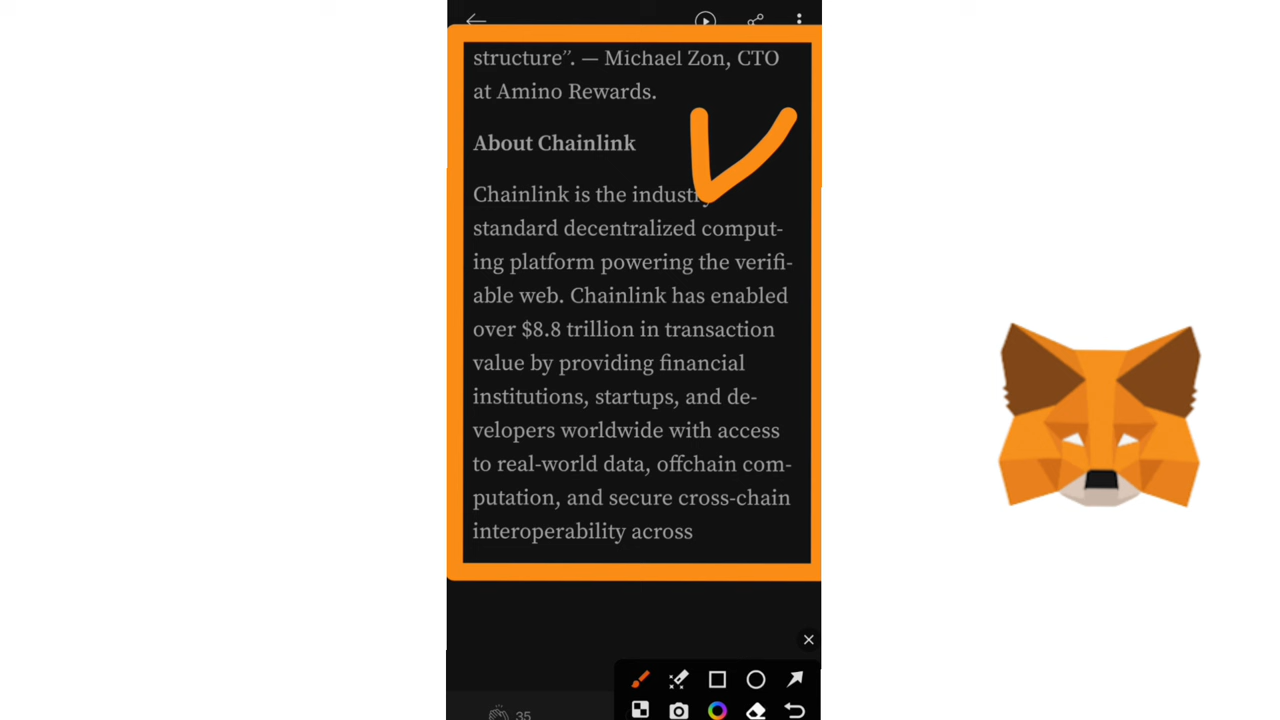 structure”. — Michael Zon, CTO
at Amino Rewards.
About Chainlink
Chainlink is the industry-
standard decentralized comput-
ing platform powering the verifi-
able web. Chainlink has enabled
over $8.8 trillion in transaction
value by providing financial
institutions, startups, and de-
velopers worldwide with access
to real-world data, offchain com-
putation, and secure cross-chain
interoperability across
35